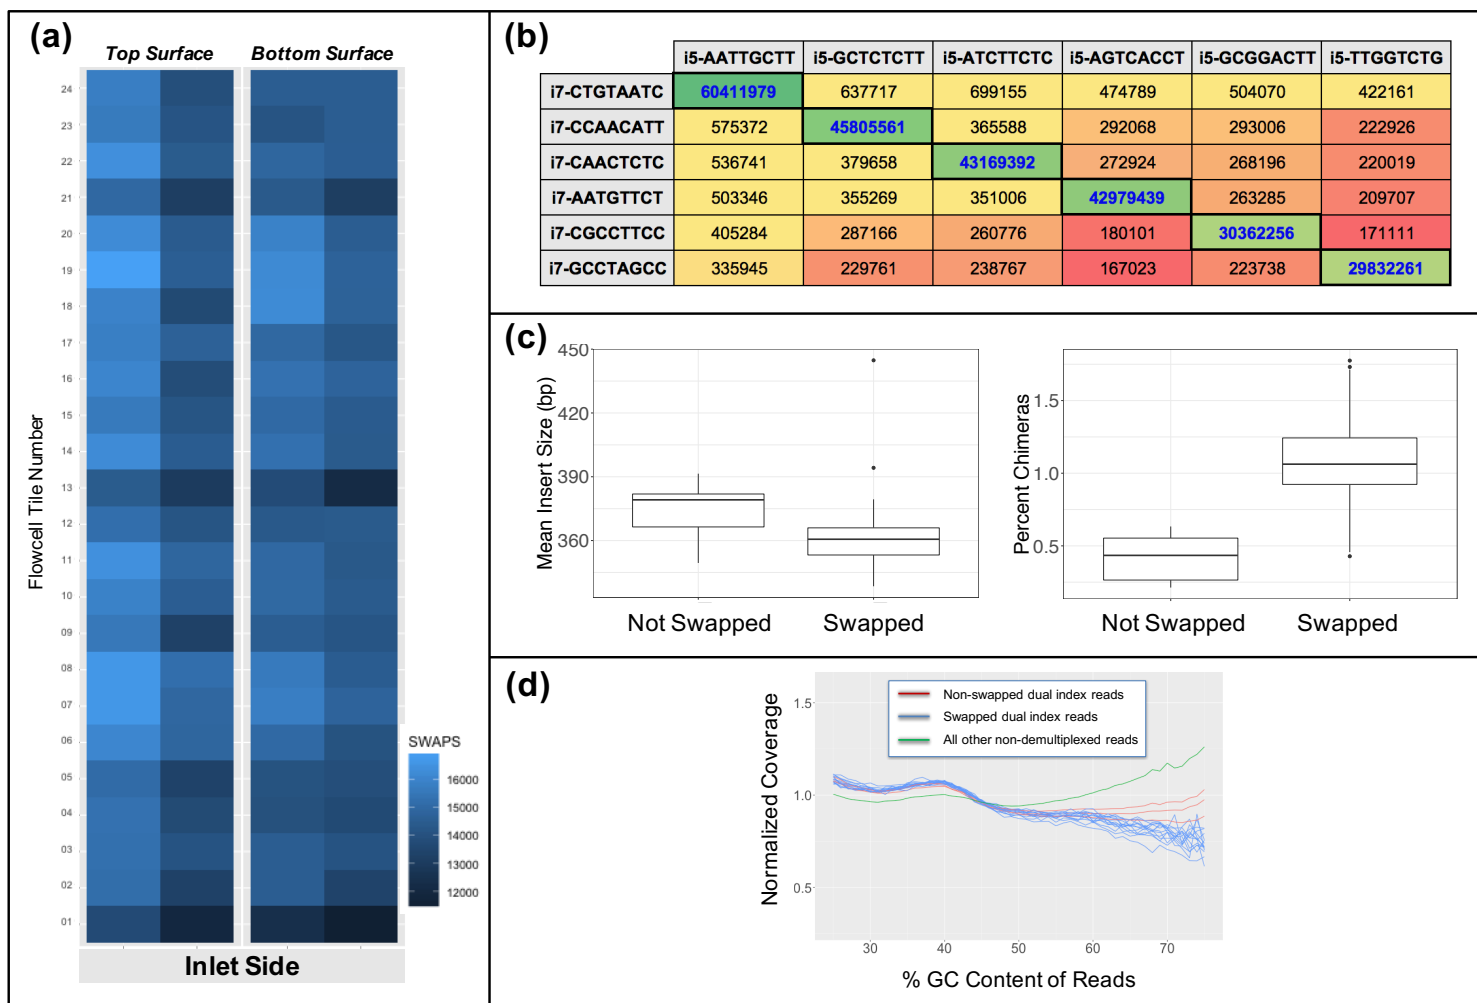 (a)
Top Surface Bottom Surface
Flowcell Tile Number
24
23
22
21
20
19
18
17
16
15
14
13
12
11
10
09
08
07
06
05
04
03
02
01
SWAPS
16000
15000
14000
13000
12000
Inlet Side
(b)
i5-AATTGCTT i5-GCTCTCTT i5-ATCTTCTC i5-AGTCACCT i5-GCGGACTT i5-TTGGTCTG
i7-CTGTAATC 60411979 637717 699155 474789 504070 422161
i7-CCAACATT 575372 45805561 365588 292068 293006 222926
i7-CAACTCTC 536741 379658 43169392 272924 268196 220019
i7-AATGTTCT 503346 355269 351006 42979439 263285 209707
i7-CGCCTTCC 405284 287166 260776 180101 30362256 171111
i7-GCCTAGCC 335945 229761 238767 167023 223738 29832261
(c)
Mean Insert Size (bp)
450
420
390
360
Not Swapped Swapped
Percent Chimeras
1.5
1.0
0.5
Not Swapped Swapped
(d)
Normalized Coverage
1.5
1.0
0.5
Non-swapped dual index reads
Swapped dual index reads
All other non-demultiplexed reads
30 40 50 60 70
% GC Content of Reads